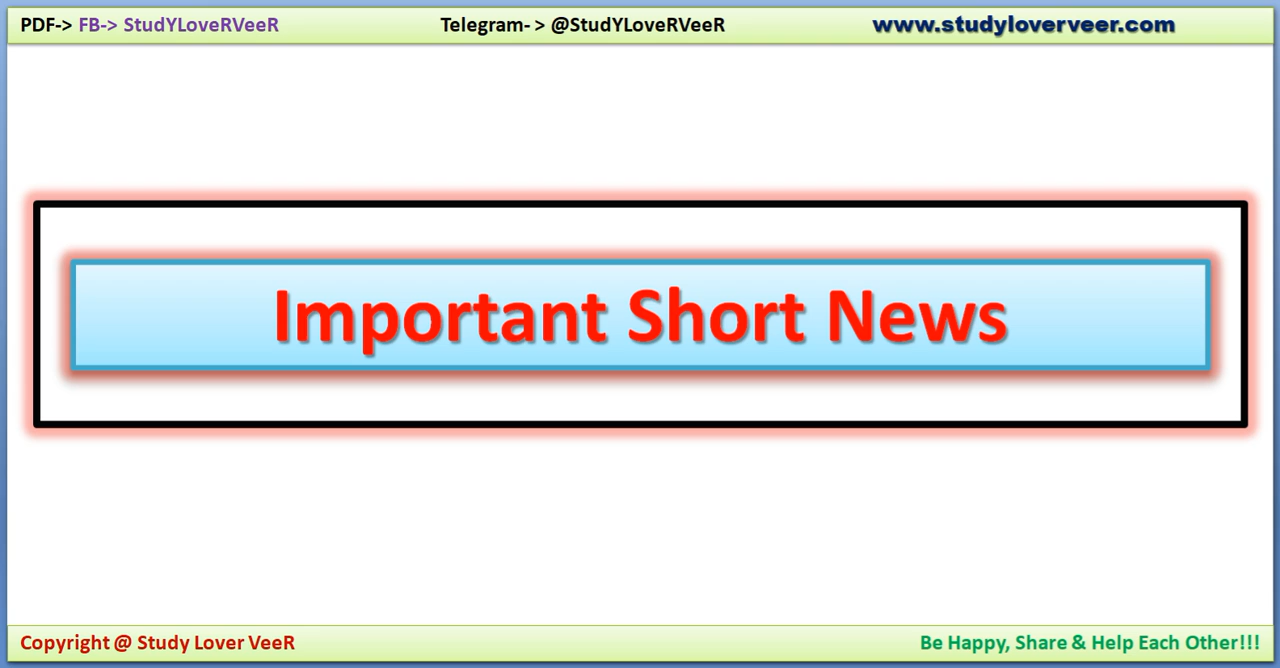 PDF-> FB-> StudYLoveRVeeR Telegram- > @StudYLoveRVeeR www.studyloverveer.com
Important Short News
Copyright @ Study Lover VeeR Be Happy, Share & Help Each Other!!!